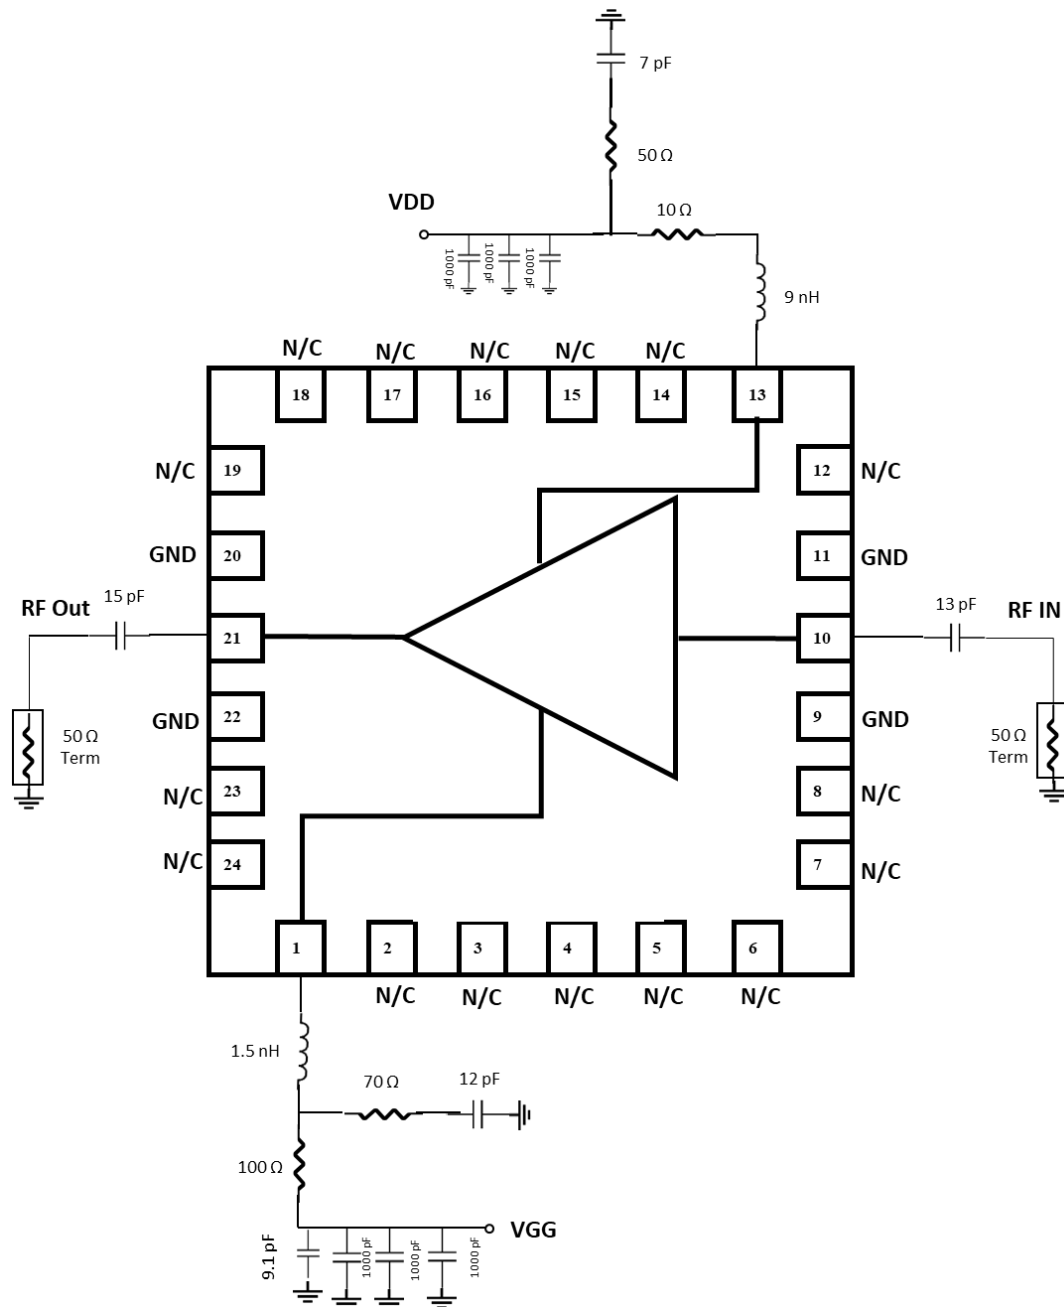 7 pF
50 Ω
VDD
10 Ω
1000 pF
1000 pF
1000 pF
9 nH
N/C
N/C
N/C
N/C
N/C
18
17
16
15
14
13
N/C
19
12
N/C
GND
20
11
GND
RF Out
15 pF
21
10
13 pF
RF IN
GND
22
9
GND
50 Ω
Term
50 Ω
Term
N/C
23
8
N/C
N/C
24
7
N/C
1
2
3
4
5
6
N/C
N/C
N/C
N/C
N/C
1.5 nH
70 Ω
12 pF
100 Ω
VGG
9.1 pF
1000 pF
1000 pF
1000 pF